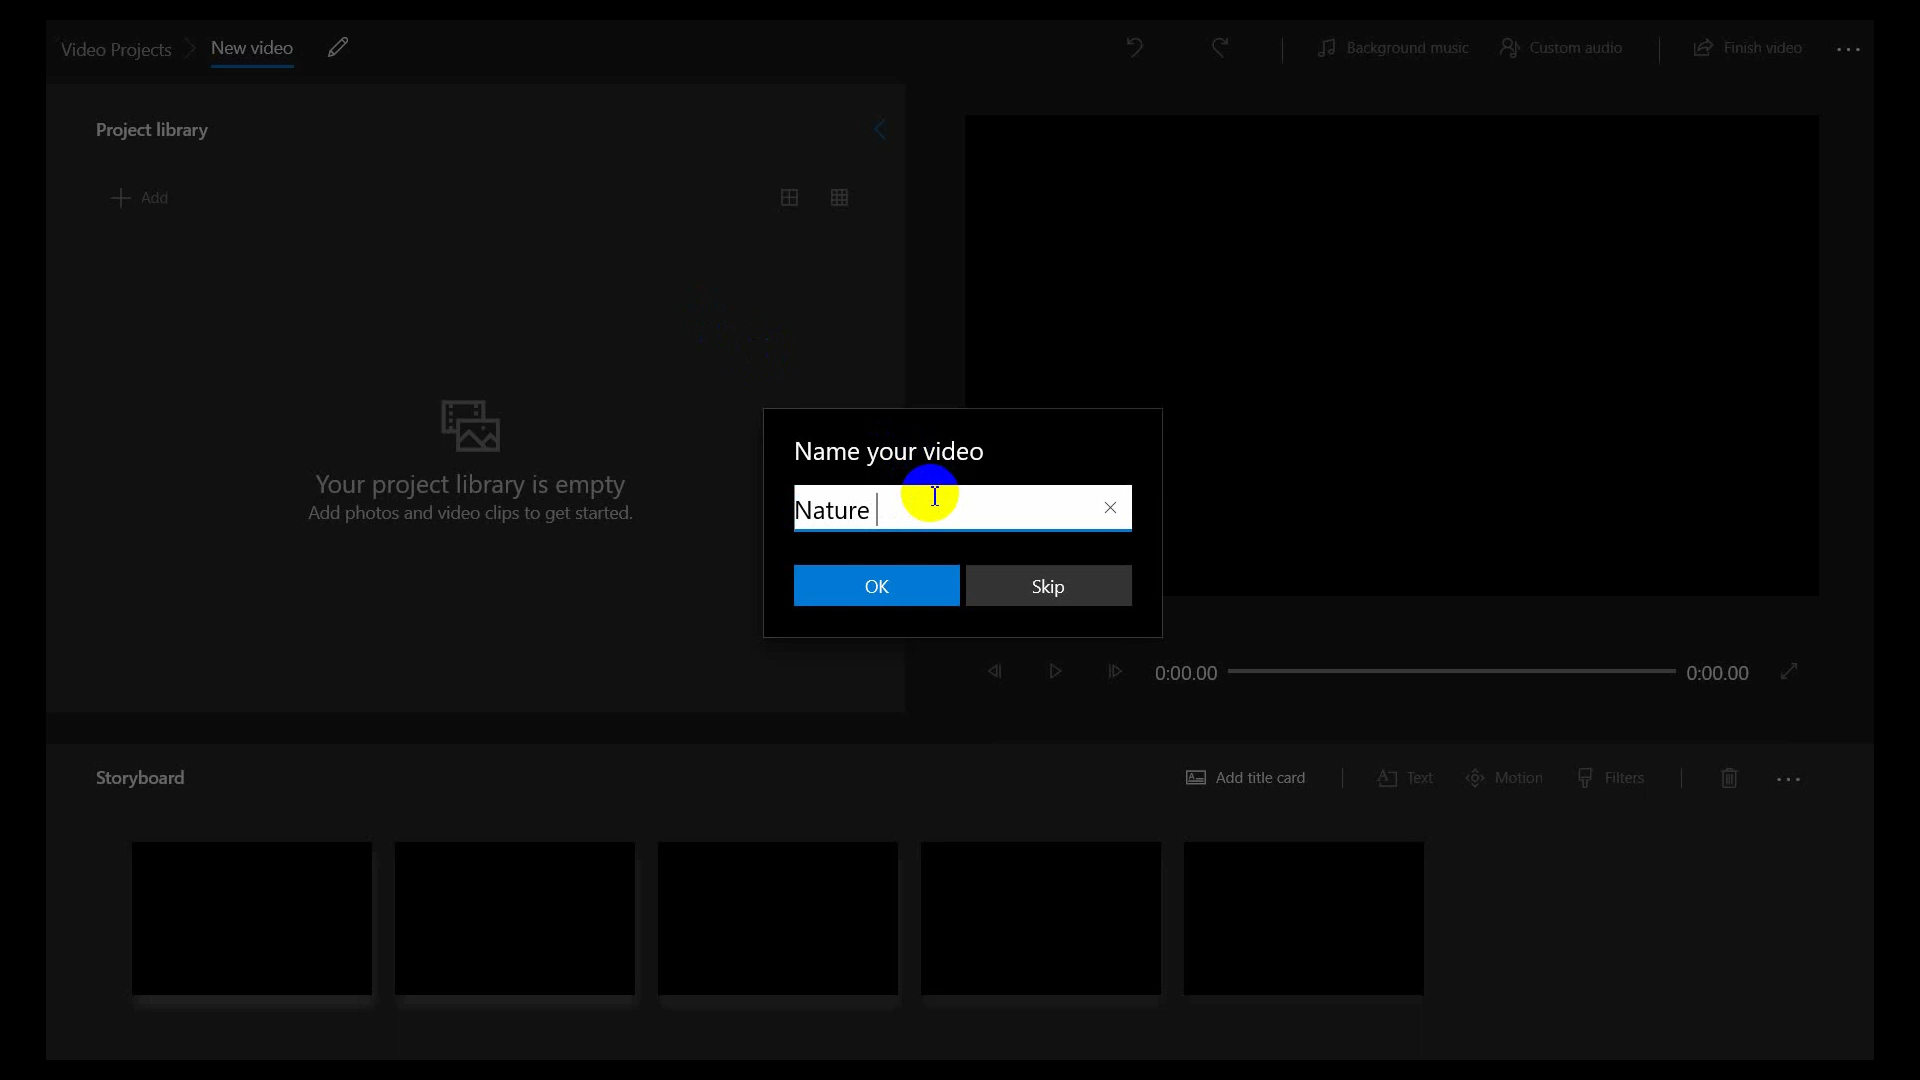 Video Projects
New video
Background music
Custom audio
Finish video
Project library
Add
Your project library is empty
Add photos and video clips to get started.
Name your video
Nature
OK
Skip
0:00.00
0:00.00
Storyboard
Add title card
Text
Motion
Filters